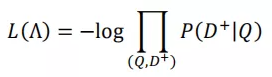 L(Λ) = −log ∏ P(D⁺|Q)
(Q,D⁺)